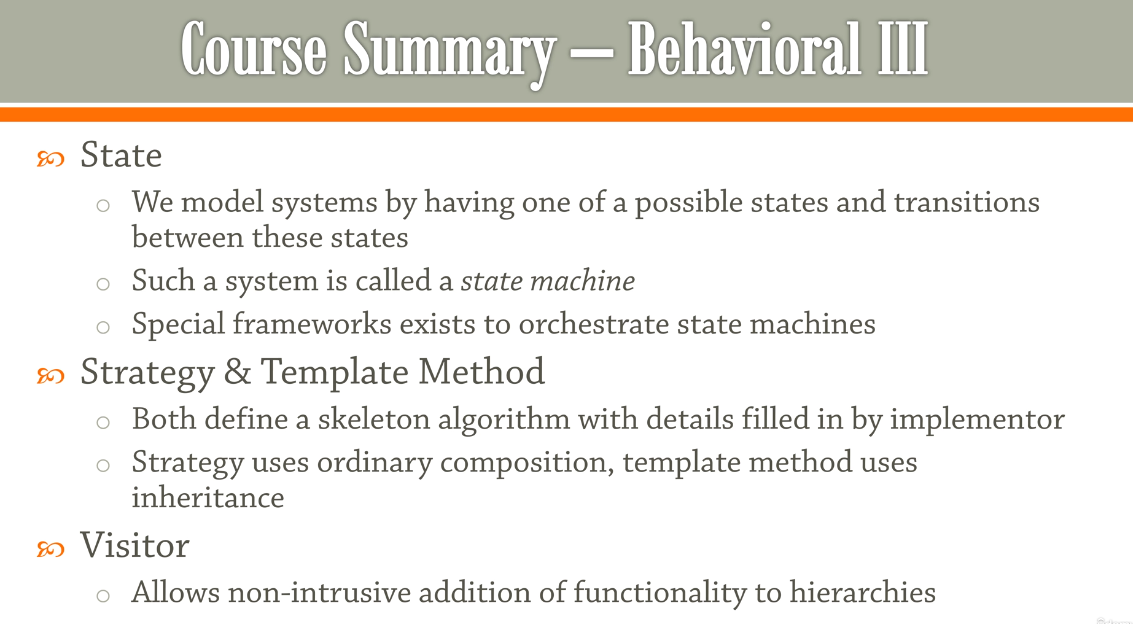 Course Summary – Behavioral III
State
We model systems by having one of a possible states and transitions
between these states
Such a system is called a state machine
Special frameworks exists to orchestrate state machines
Strategy & Template Method
Both define a skeleton algorithm with details filled in by implementor
Strategy uses ordinary composition, template method uses
inheritance
Visitor
Allows non-intrusive addition of functionality to hierarchies